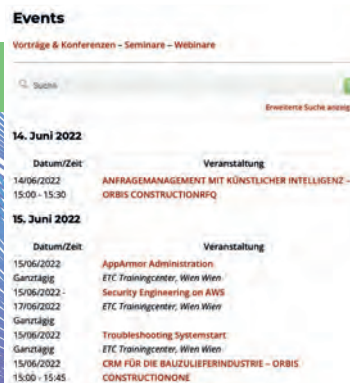 Events
Vorträge & Konferenzen – Seminare – Webinare
Suche
Erweiterte Suche anzeig
14. Juni 2022
Datum/Zeit Veranstaltung
14/06/2022 ANFRAGEMANAGEMENT MIT KÜNSTLICHER INTELLIGENZ –
15:00 - 15:30 ORBIS CONSTRUCTIONRFQ
15. Juni 2022
Datum/Zeit Veranstaltung
15/06/2022 AppArmor Administration
Ganztägig ETC Trainingcenter, Wien Wien
15/06/2022 - Security Engineering on AWS
17/06/2022 ETC Trainingcenter, Wien Wien
Ganztägig
15/06/2022 Troubleshooting Systemstart
Ganztägig ETC Trainingcenter, Wien Wien
15/06/2022 CRM FÜR DIE BAUZULIEFERINDUSTRIE – ORBIS
15:00 - 15:45 CONSTRUCTIONONE